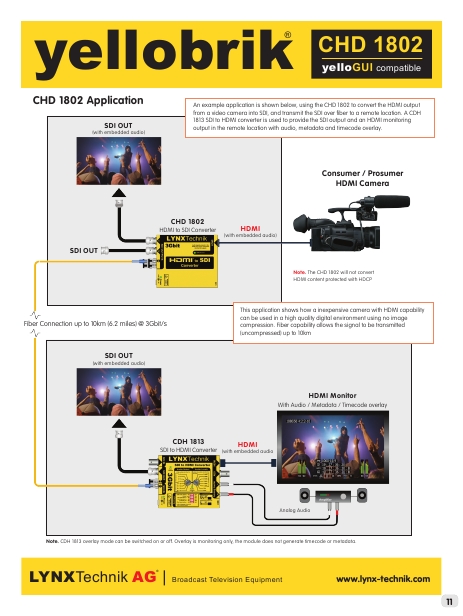 yellobrik®
CHD 1802
yelloGUI compatible
CHD 1802 Application
An example application is shown below, using the CHD 1802 to convert the HDMI output
from a video camera into SDI, and transmit the SDI over fiber to a remote location. A CDH
1813 SDI to HDMI converter is used to provide the SDI output and an HDMI monitoring
output in the remote location with audio, metadata and timecode overlay.
SDI OUT
(with embedded audio)
Consumer / Prosumer
HDMI Camera
CHD 1802
HDMI to SDI Converter
HDMI
(with embedded audio)
LYNXTechnik
3Gbit
HDMI to SDI
Converter
SDI OUT
Note. The CHD 1802 will not convert
HDMI content protected with HDCP
This application shows how a inexpensive camera with HDMI capability
can be used in a high quality digital environment using no image
compression. Fiber capability allows the signal to be transmitted
(uncompressed) up to 10km
Fiber Connection up to 10km (6.2 miles) @ 3Gbit/s
SDI OUT
(with embedded audio)
HDMI Monitor
With Audio / Metadata / Timecode overlay
CDH 1813
SDI to HDMI Converter
HDMI
(with embedded audio
LYNXTechnik
SDI to HDMI Converter
3Gbit
Analog Audio
Note. CDH 1813 overlay mode can be switched on or off. Overlay is monitoring only, the module does not generate timecode or metadata.
LYNXTechnik AG® | Broadcast Television Equipment
www.lynx-technik.com
11